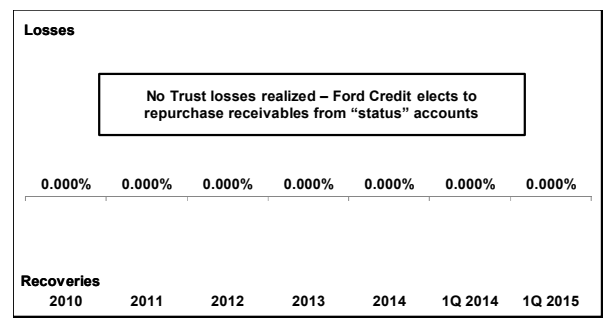 Losses
No Trust losses realized – Ford Credit elects to
repurchase receivables from “status” accounts
0.000% 0.000% 0.000% 0.000% 0.000% 0.000% 0.000%
Recoveries
2010 2011 2012 2013 2014 1Q 2014 1Q 2015